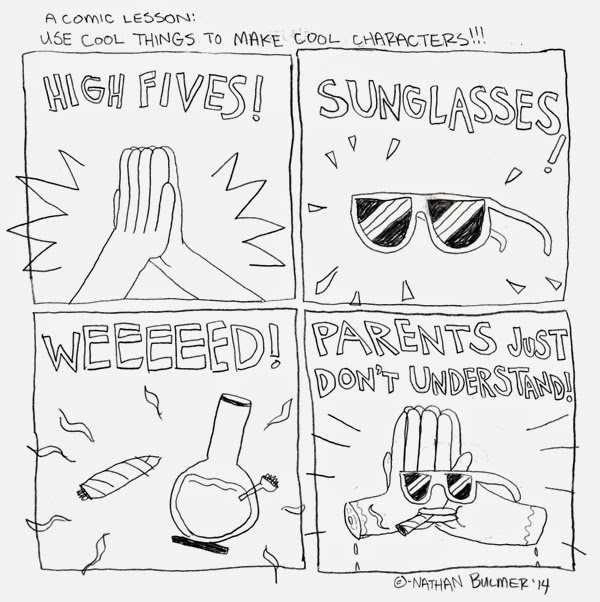 A COMIC LESSON:
USE COOL THINGS TO MAKE COOL CHARACTERS!!!
HIGH FIVES!
SUNGLASSES!
WEEEEED!
PARENTS JUST
DON'T UNDERSTAND!
©-NATHAN BULMER '14